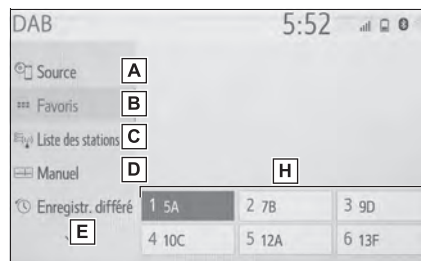 DAB 5:52
Source A
Favoris B
Liste des stations C
Manuel D
H
Enregistr. différé 1 5A 2 7B 3 9D
E 4 10C 5 12A 6 13F